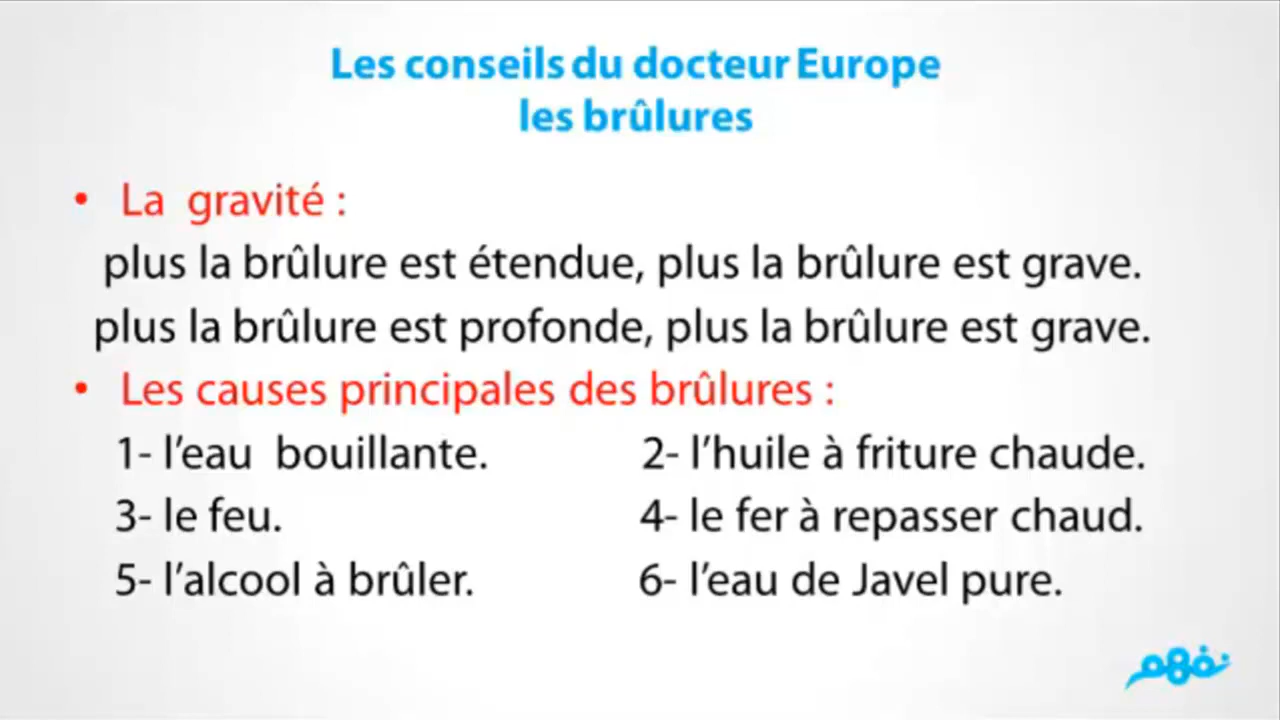 Les conseils du docteur Europe
les brûlures
• La gravité :
plus la brûlure est étendue, plus la brûlure est grave.
plus la brûlure est profonde, plus la brûlure est grave.
• Les causes principales des brûlures :
1- l’eau bouillante. 2- l’huile à friture chaude.
3- le feu. 4- le fer à repasser chaud.
5- l’alcool à brûler. 6- l’eau de Javel pure.
نفهم